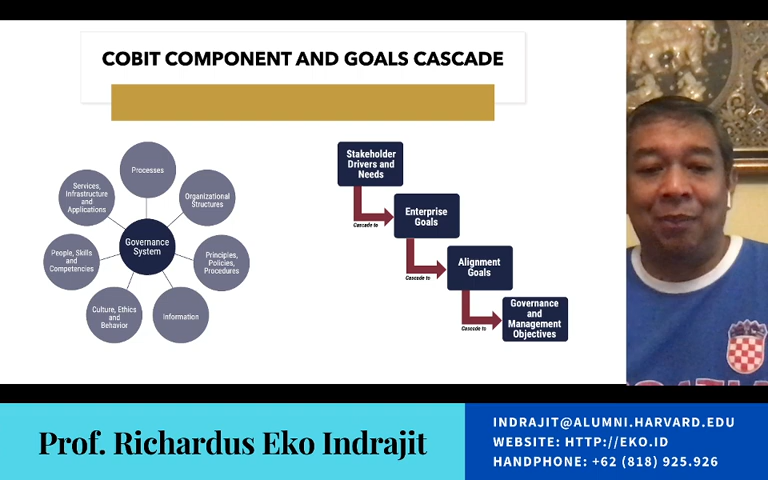 COBIT COMPONENT AND GOALS CASCADE
Processes
Services,
Infrastructure
and
Applications
Organizational
Structures
Governance
System
People, Skills
and
Competencies
Principles,
Policies,
Procedures
Culture, Ethics
and
Behavior
Information
Stakeholder
Drivers and
Needs
Cascade to
Enterprise
Goals
Cascade to
Alignment
Goals
Cascade to
Governance
and
Management
Objectives
Prof. Richardus Eko Indrajit
INDRAJIT@ALUMNI.HARVARD.EDU
WEBSITE: HTTP://EKO.ID
HANDPHONE: +62 (818) 925.926